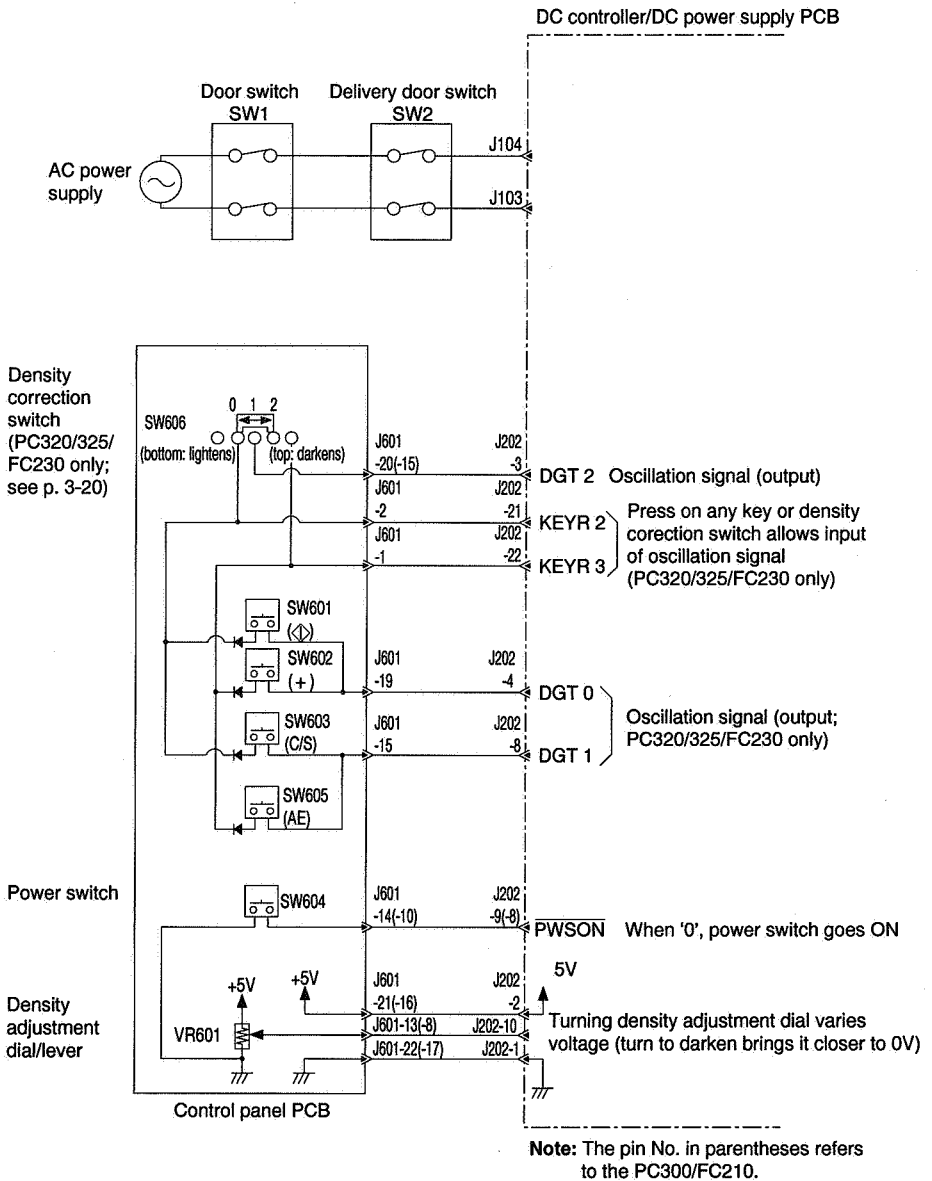 DC controller/DC power supply PCB
Door switch
SW1
Delivery door switch
SW2
AC power
supply
J104
J103
Density
correction
switch
(PC320/325/
FC230 only;
see p. 3-20)
SW606
0 1 2
(bottom: lightens)
(top: darkens)
J601
-20(-15)
J202
-3
DGT 2 Oscillation signal (output)
J601
-2
J202
-21
KEYR 2
J601
-1
J202
-22
KEYR 3
Press on any key or density
corection switch allows input
of oscillation signal
(PC320/325/FC230 only)
SW601
SW602
(+)
J601
-19
J202
-4
DGT 0
SW603
(C/S)
J601
-15
J202
-8
DGT 1
Oscillation signal (output;
PC320/325/FC230 only)
SW605
(AE)
Power switch
SW604
J601
-14(-10)
J202
-9(-8)
PWSON When '0', power switch goes ON
Density
adjustment
dial/lever
+5V
+5V
VR601
J601
-21(-16)
J202
-2
5V
J601-13(-8)
J202-10
Turning density adjustment dial varies
voltage (turn to darken brings it closer to 0V)
J601-22(-17)
J202-1
Control panel PCB
Note: The pin No. in parentheses refers
to the PC300/FC210.